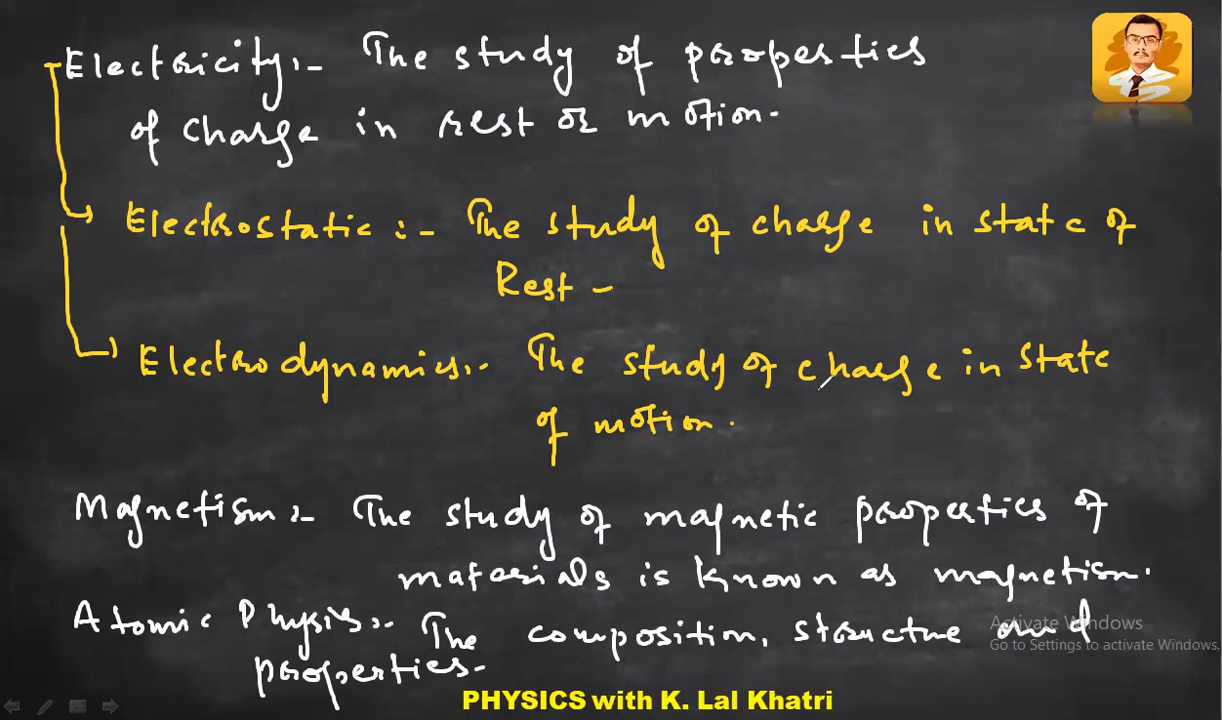 Electricity:- The study of properties
of charge in rest or motion.
Electrostatic :- The study of charge in state of
Rest -
Electrodynamics:- The study of charge in state
of motion.
Magnetism :- The study of magnetic properties of
materials is known as magnetism.
Atomic Physics:- The composition, structure and
properties-
Activate Windows
Go to Settings to activate Windows.
PHYSICS with K. Lal Khatri